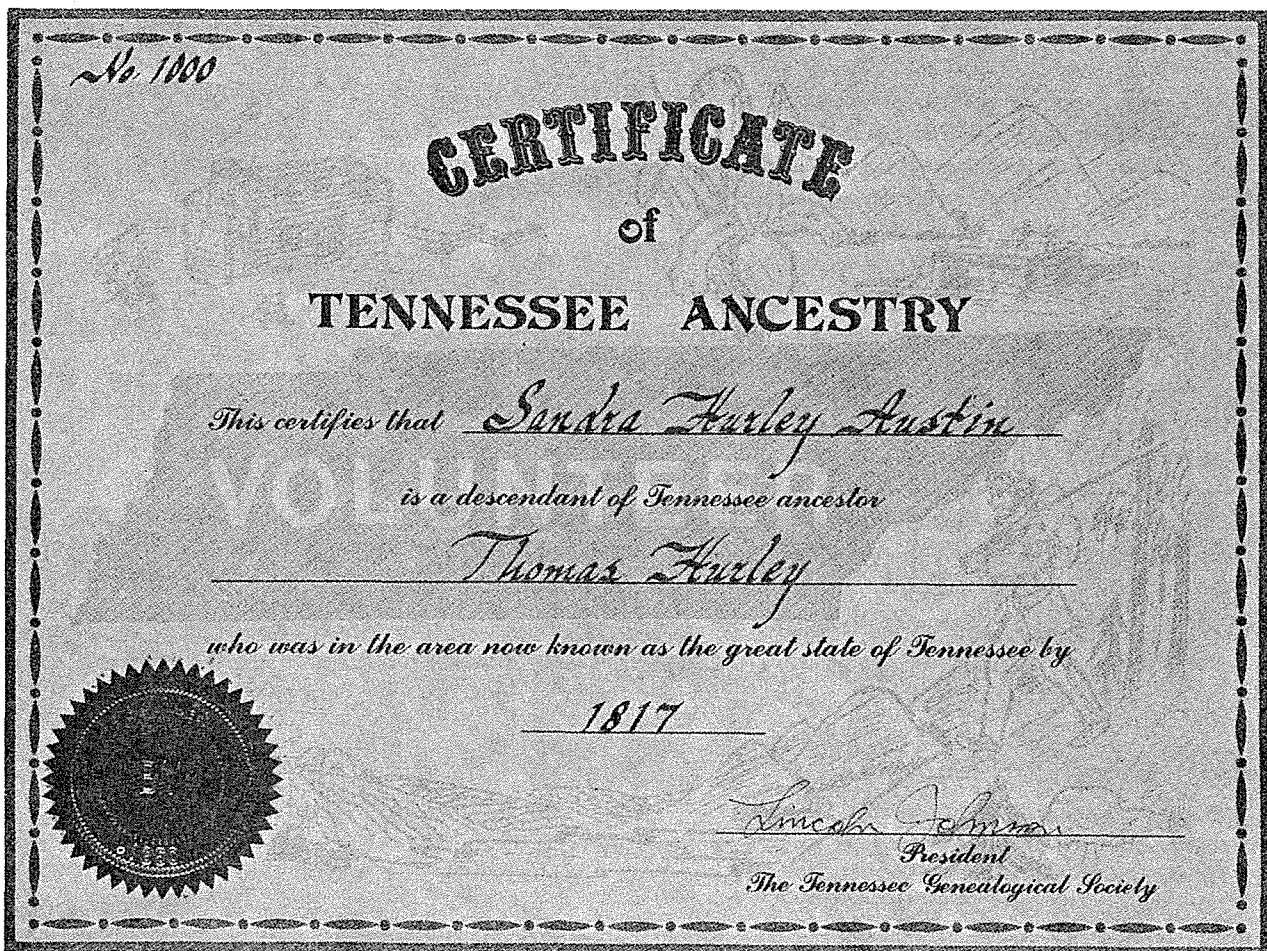 No. 1000
CERTIFICATE
of
TENNESSEE ANCESTRY
This certifies that Sandra Hurley Austin
VOLUNTEER
is a descendant of Tennessee ancestor
Thomas Hurley
who was in the area now known as the great state of Tennessee by
1817
Lincoln Johnson
President
The Tennessee Genealogical Society